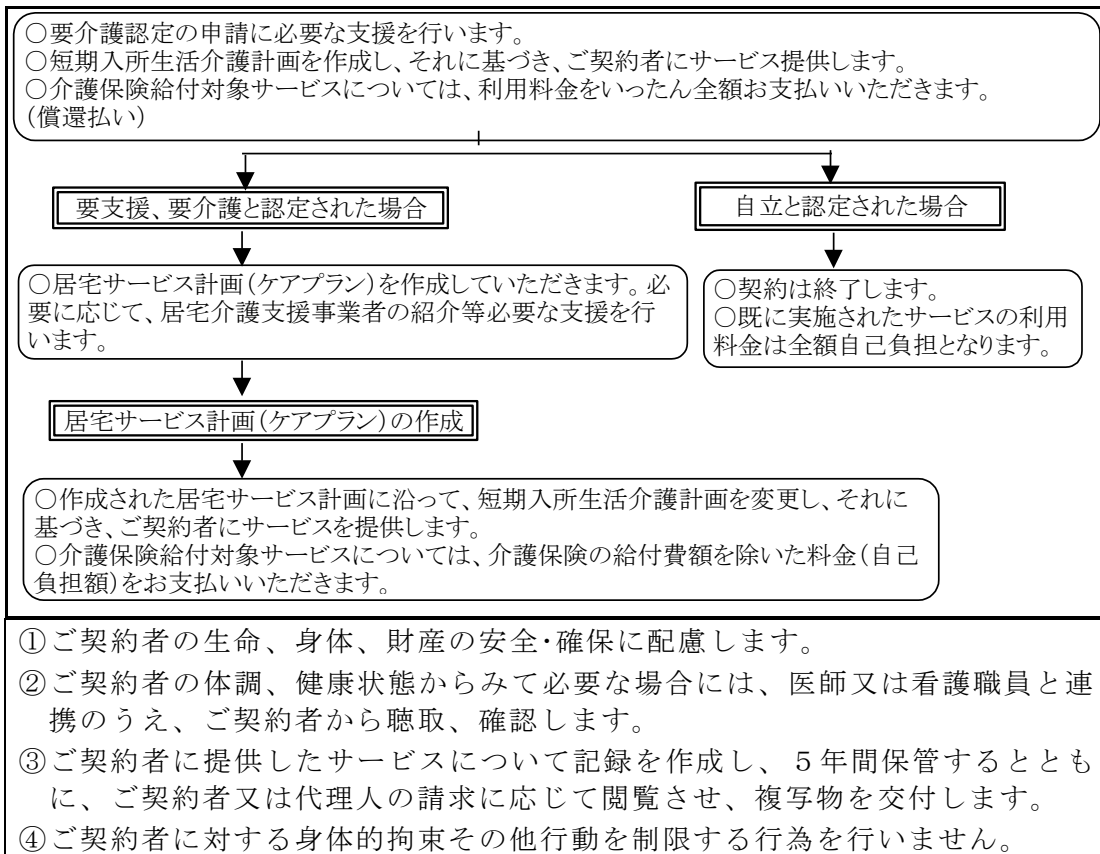 ○要介護認定の申請に必要な支援を行います。
○短期入所生活介護計画を作成し、それに基づき、ご契約者にサービス提供します。
○介護保険給付対象サービスについては、利用料金をいったん全額お支払いいただきます。
(償還払い)
要支援、要介護と認定された場合
自立と認定された場合
○居宅サービス計画(ケアプラン)を作成していただきます。必
要に応じて、居宅介護支援事業者の紹介等必要な支援を行
います。
○契約は終了します。
○既に実施されたサービスの利用
料金は全額自己負担となります。
居宅サービス計画(ケアプラン)の作成
○作成された居宅サービス計画に沿って、短期入所生活介護計画を変更し、それに
基づき、ご契約者にサービスを提供します。
○介護保険給付対象サービスについては、介護保険の給付費額を除いた料金(自己
負担額)をお支払いいただきます。
①ご契約者の生命、身体、財産の安全・確保に配慮します。
②ご契約者の体調、健康状態からみて必要な場合には、医師又は看護職員と連
携のうえ、ご契約者から聴取、確認します。
③ご契約者に提供したサービスについて記録を作成し、5年間保管するととも
に、ご契約者又は代理人の請求に応じて閲覧させ、複写物を交付します。
④ご契約者に対する身体的拘束その他行動を制限する行為を行いません。